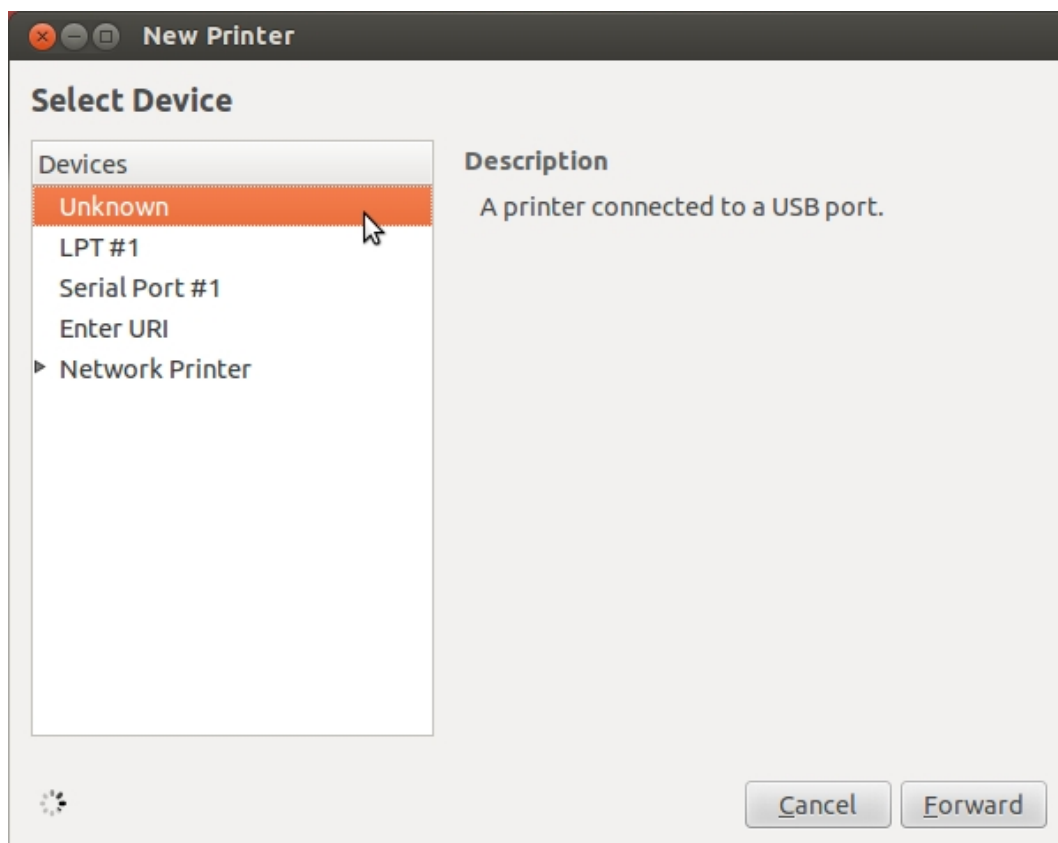 New Printer
Select Device
Devices
Unknown
LPT #1
Serial Port #1
Enter URI
Network Printer
Description
A printer connected to a USB port.
Cancel
Forward